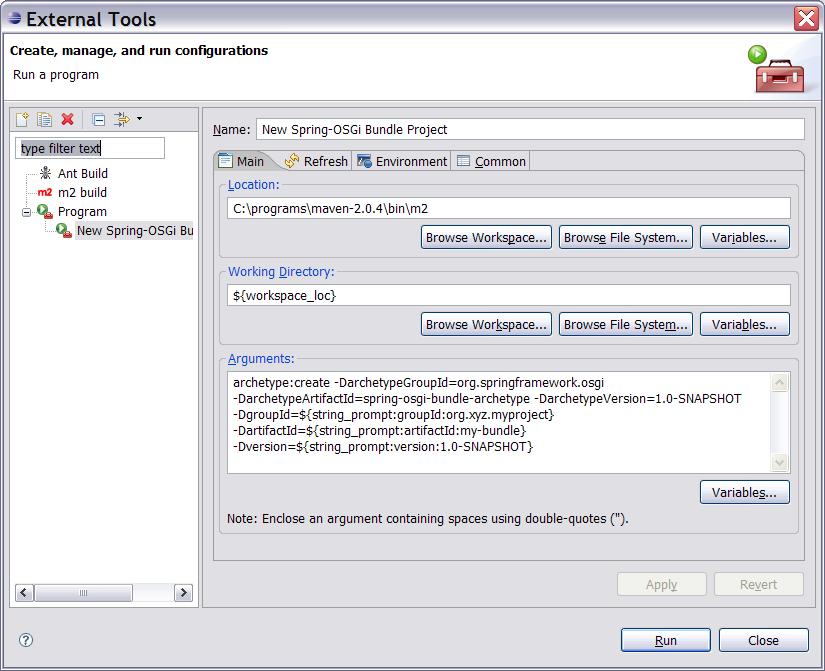 External Tools
Create, manage, and run configurations
Run a program
type filter text
Ant Build
m2 m2 build
Program
New Spring-OSGi Bu
Name: New Spring-OSGi Bundle Project
Main Refresh Environment Common
Location:
C:\programs\maven-2.0.4\bin\m2
Browse Workspace... Browse File System... Variables...
Working Directory:
${workspace_loc}
Browse Workspace... Browse File System... Variables...
Arguments:
archetype:create -DarchetypeGroupId=org.springframework.osgi
-DarchetypeArtifactId=spring-osgi-bundle-archetype -DarchetypeVersion=1.0-SNAPSHOT
-DgroupId=${string_prompt:groupId:org.xyz.myproject}
-DartifactId=${string_prompt:artifactId:my-bundle}
-Dversion=${string_prompt:version:1.0-SNAPSHOT}
Variables...
Note: Enclose an argument containing spaces using double-quotes (").
Apply Revert
? Run Close